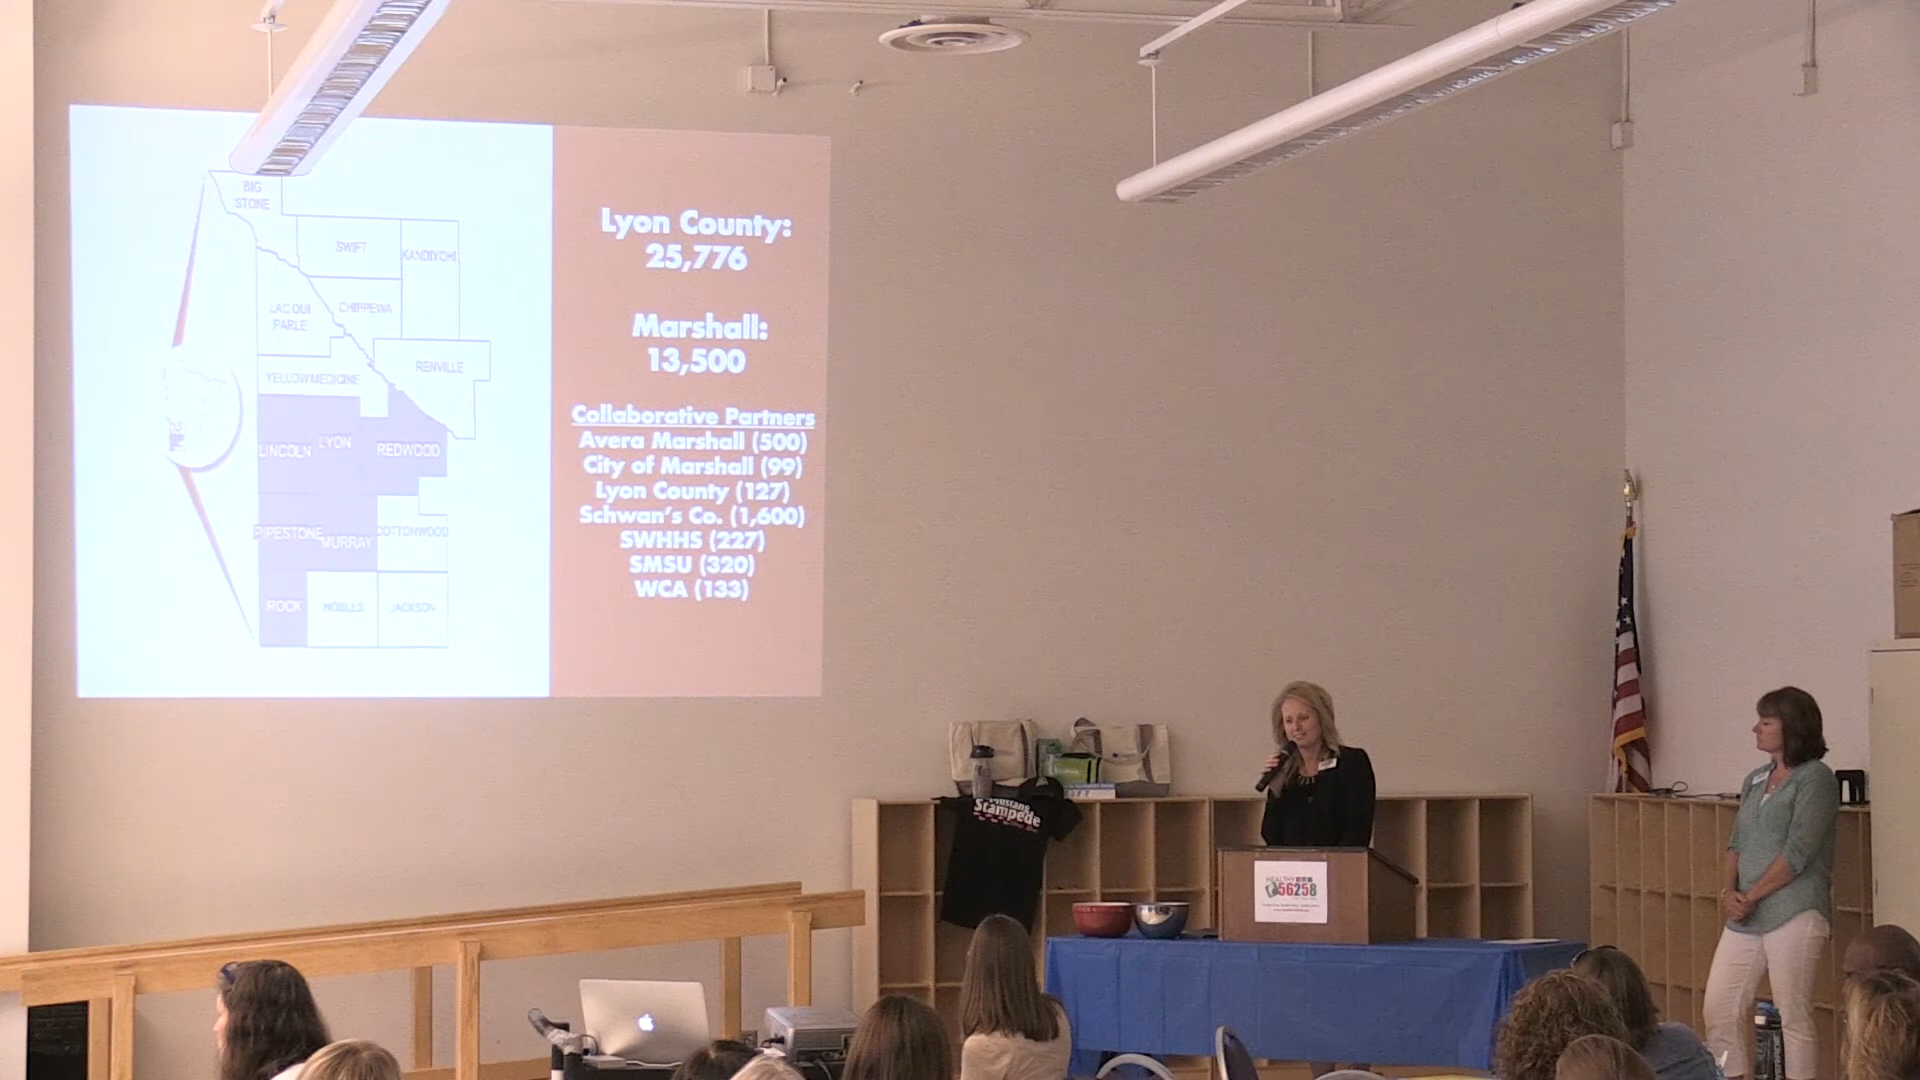 BIG
STONE
SWIFT
KANDIYOHI
LAC QUI
PARLE
CHIPPEWA
RENVILLE
YELLOW MEDICINE
LINCOLN
LYON
REDWOOD
PIPESTONE
MURRAY
COTTONWOOD
ROCK
NOBLES
JACKSON
Lyon County:
25,776
Marshall:
13,500
Collaborative Partners
Avera Marshall (500)
City of Marshall (99)
Lyon County (127)
Schwan's Co. (1,600)
SWHHS (227)
SMSU (320)
WCA (133)
Mustang
Stampede
HEALTHY
56258